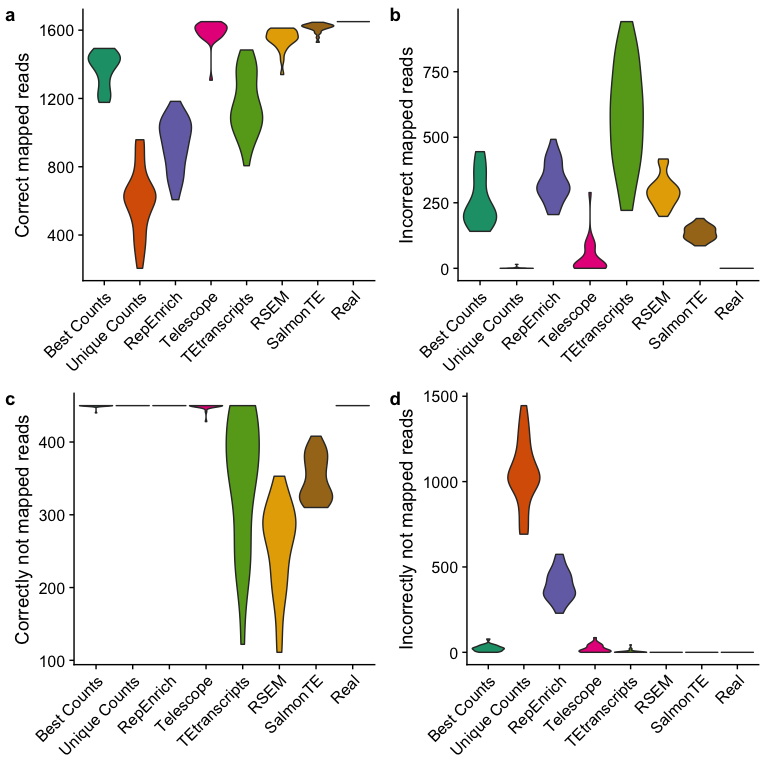 a
Correct mapped reads
1600
1200
800
400
Best Counts
Unique Counts
RepEnrich
Telescope
TEtranscripts
RSEM
SalmonTE
Real
b
Incorrect mapped reads
750
500
250
0
Best Counts
Unique Counts
RepEnrich
Telescope
TEtranscripts
RSEM
SalmonTE
Real
c
Correctly not mapped reads
400
300
200
100
Best Counts
Unique Counts
RepEnrich
Telescope
TEtranscripts
RSEM
SalmonTE
Real
d
Incorrectly not mapped reads
1500
1000
500
0
Best Counts
Unique Counts
RepEnrich
Telescope
TEtranscripts
RSEM
SalmonTE
Real